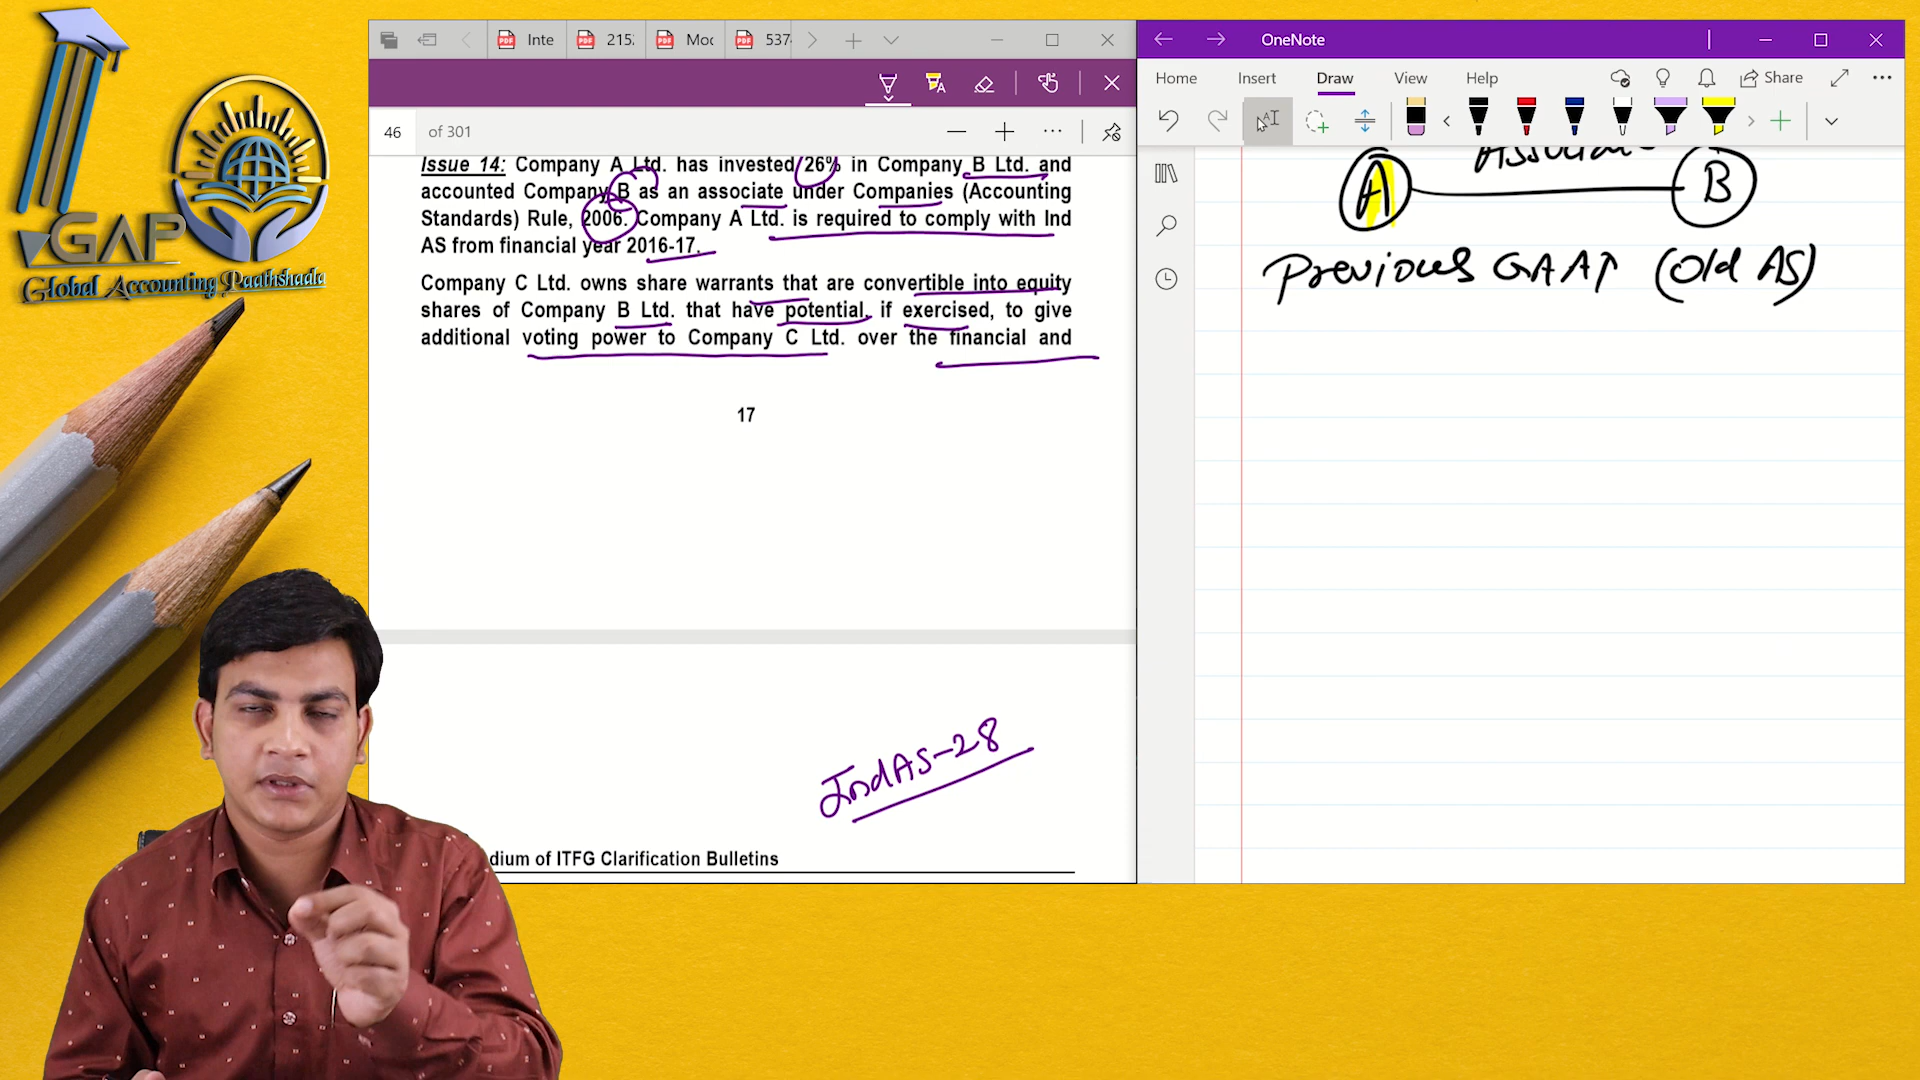 GAP
Global Accounting Paathshaala
Inte
215
Moc
537
46 of 301
Issue 14: Company A Ltd. has invested 26% in Company B Ltd. and
accounted Company B as an associate under Companies (Accounting
Standards) Rule, 2006. Company A Ltd. is required to comply with Ind
AS from financial year 2016-17.
Company C Ltd. owns share warrants that are convertible into equity
shares of Company B Ltd. that have potential, if exercised, to give
additional voting power to Company C Ltd. over the financial and
17
IndAS-28
dium of ITFG Clarification Bulletins
OneNote
Home Insert Draw View Help Share
A B
Previous GAAP (Old AS)